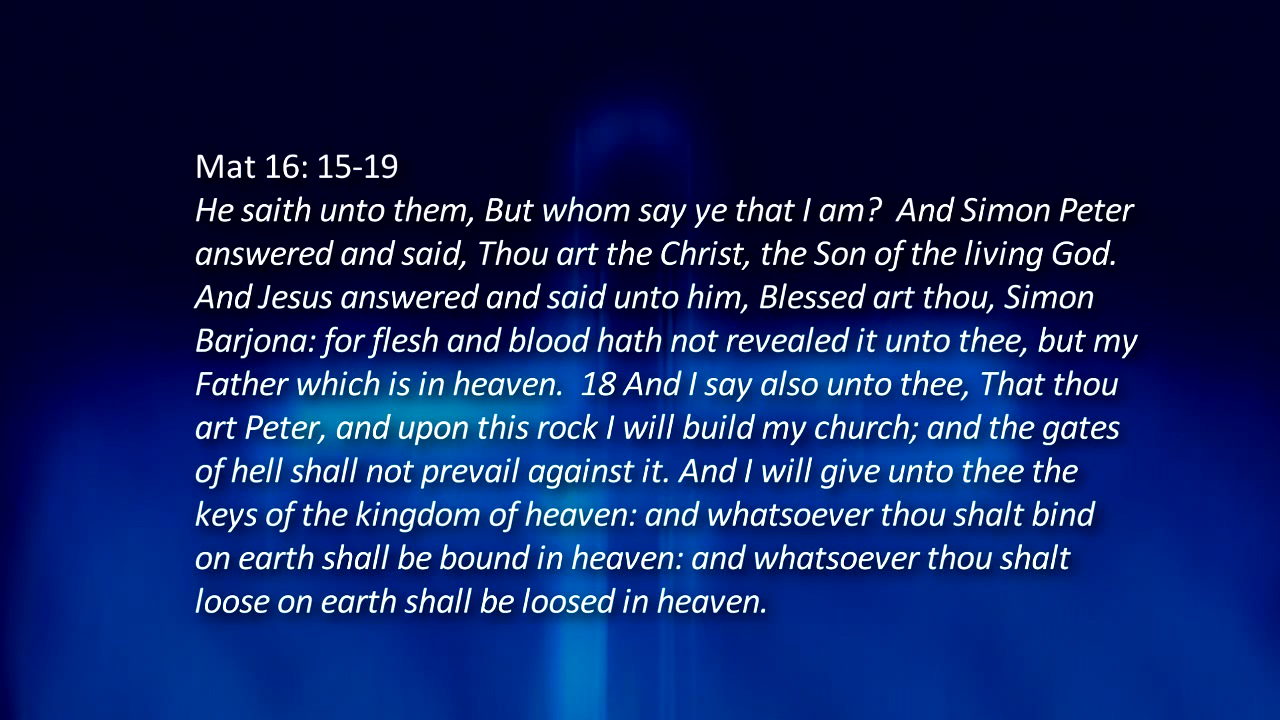 Mat 16: 15-19
He saith unto them, But whom say ye that I am?  And Simon Peter
answered and said, Thou art the Christ, the Son of the living God.
And Jesus answered and said unto him, Blessed art thou, Simon
Barjona: for flesh and blood hath not revealed it unto thee, but my
Father which is in heaven.  18 And I say also unto thee, That thou
art Peter, and upon this rock I will build my church; and the gates
of hell shall not prevail against it. And I will give unto thee the
keys of the kingdom of heaven: and whatsoever thou shalt bind
on earth shall be bound in heaven: and whatsoever thou shalt
loose on earth shall be loosed in heaven.